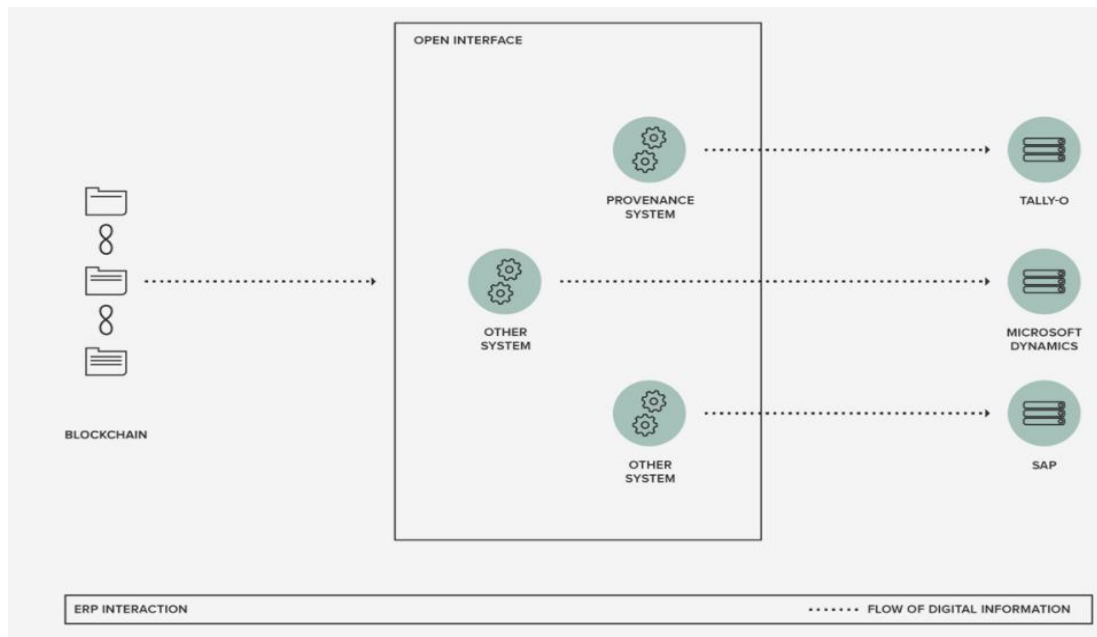 OPEN INTERFACE
PROVENANCE
SYSTEM
TALLY-O
OTHER
SYSTEM
MICROSOFT
DYNAMICS
BLOCKCHAIN
OTHER
SYSTEM
SAP
ERP INTERACTION
FLOW OF DIGITAL INFORMATION